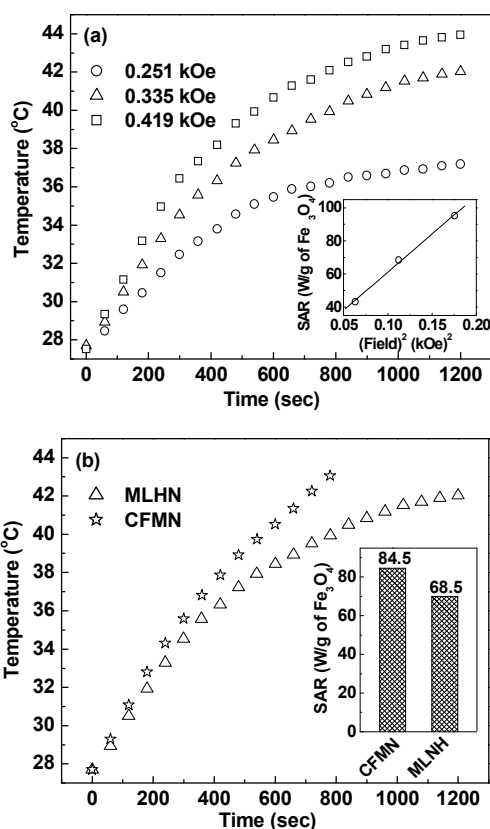 (a)
0.251 kOe
0.335 kOe
0.419 kOe
44
42
40
38
36
34
32
30
28
Temperature (°C)
0 200 400 600 800 1000 1200
Time (sec)
100
80
60
40
SAR (W/g of Fe3O4)
0.05 0.10 0.15 0.20
(Field)² (kOe)²
(b)
MLHN
CFMN
44
42
40
38
36
34
32
30
28
Temperature (°C)
0 200 400 600 800 1000 1200
Time (sec)
84.5
68.5
80
60
40
20
0
SAR (W/g of Fe3O4)
CFMN
MLNH